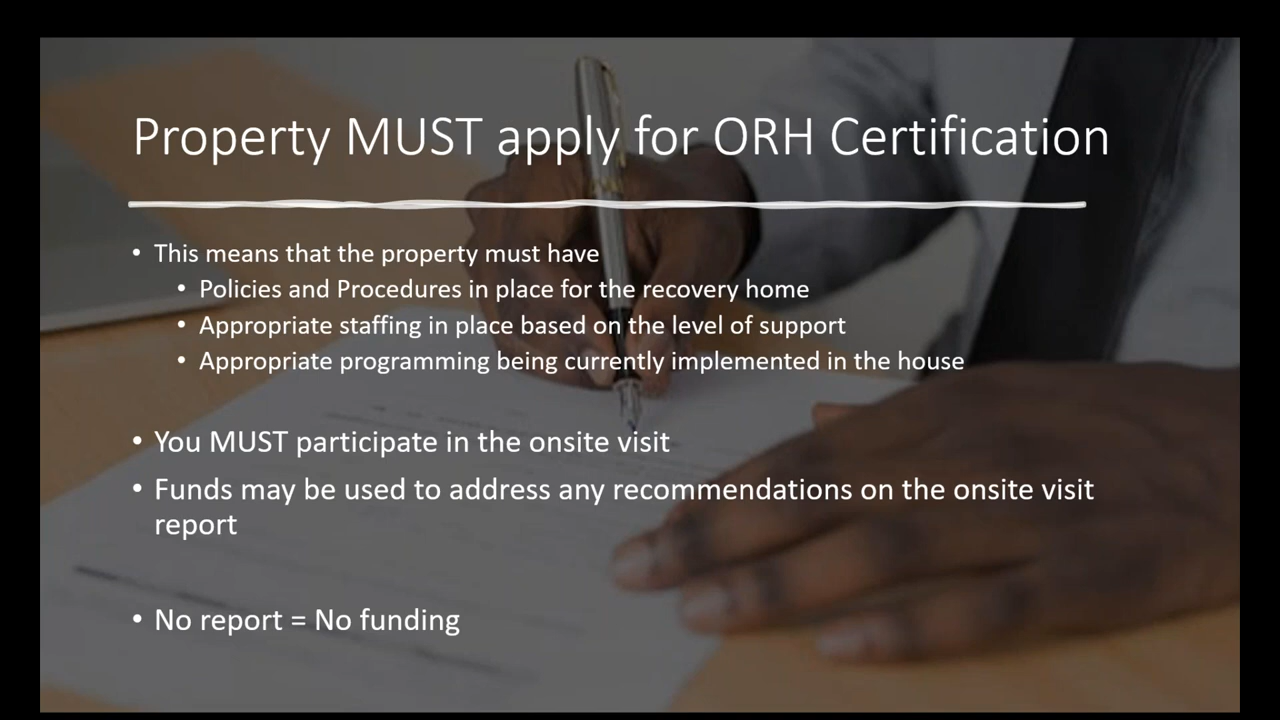 Property MUST apply for ORH Certification
• This means that the property must have
• Policies and Procedures in place for the recovery home
• Appropriate staffing in place based on the level of support
• Appropriate programming being currently implemented in the house
• You MUST participate in the onsite visit
• Funds may be used to address any recommendations on the onsite visit
report
• No report = No funding